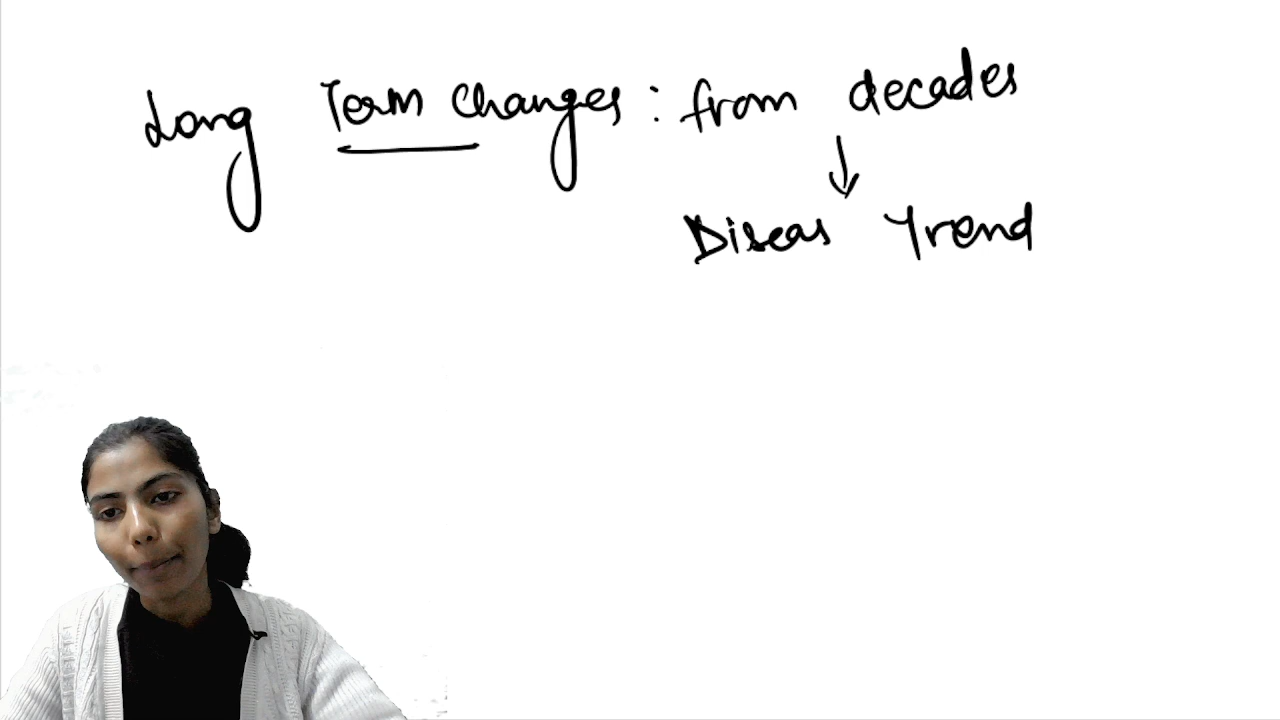 Long Term Changes : from decades
↓
Diseas Trend